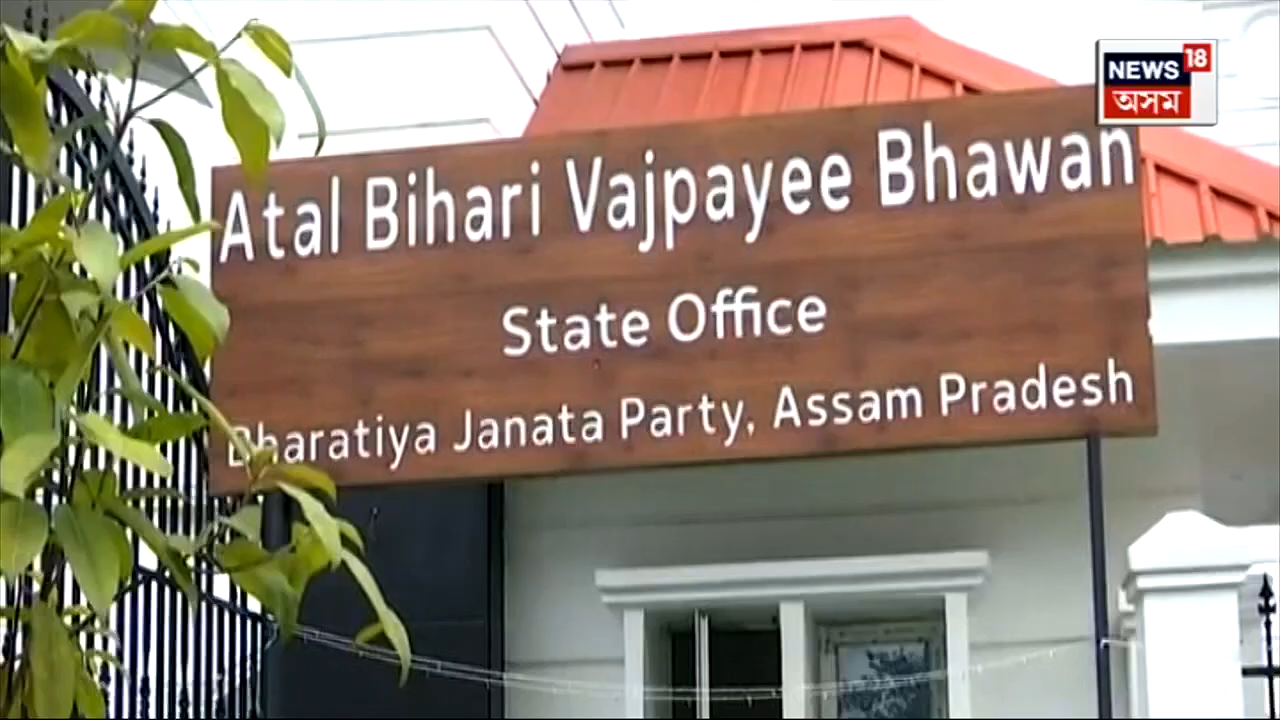 NEWS 18
অসম
Atal Bihari Vajpayee Bhawan
State Office
Bharatiya Janata Party, Assam Pradesh